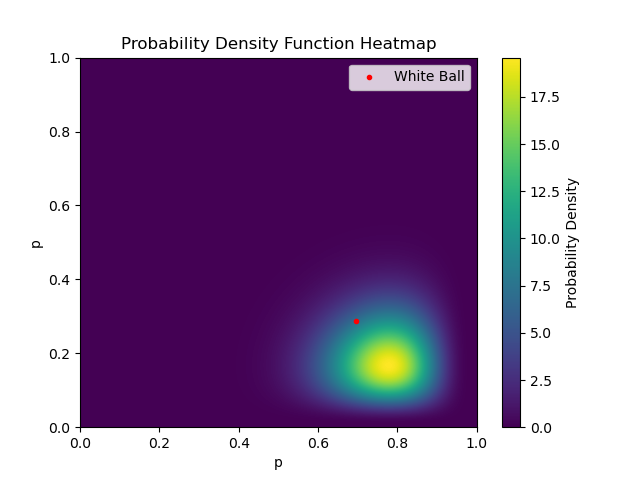 Probability Density Function Heatmap
White Ball
1.0
0.8
0.6
0.4
0.2
0.0
p
0.0 0.2 0.4 0.6 0.8 1.0
p
17.5
15.0
12.5
10.0
7.5
5.0
2.5
0.0
Probability Density